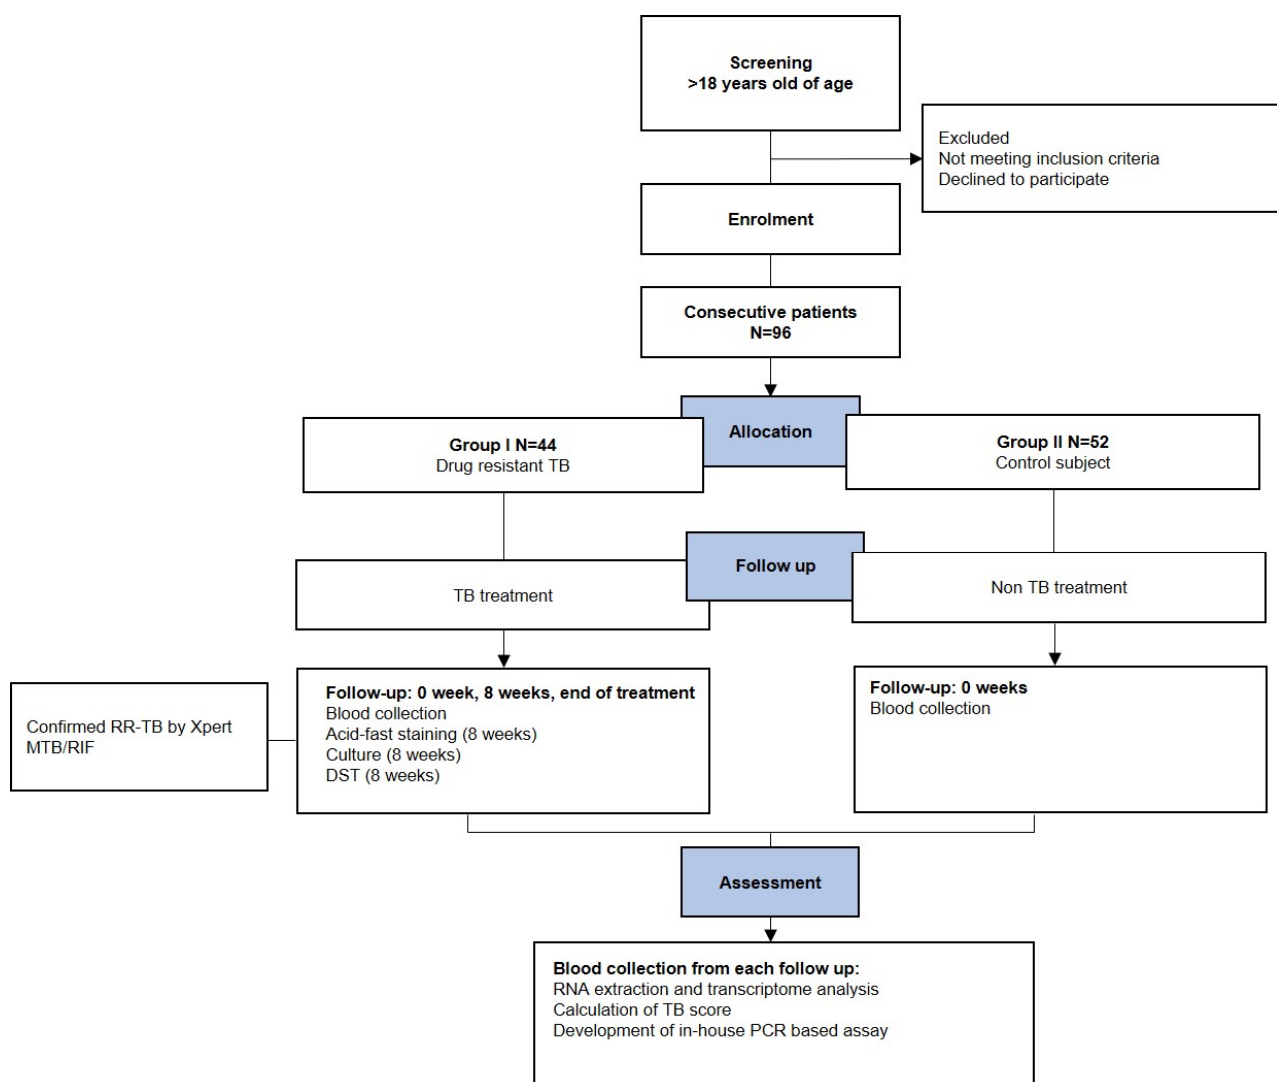 Screening
>18 years old of age
Excluded
Not meeting inclusion criteria
Declined to participate
Enrolment
Consecutive patients
N=96
Allocation
Group I N=44
Drug resistant TB
Group II N=52
Control subject
Follow up
TB treatment
Non TB treatment
Confirmed RR-TB by Xpert
MTB/RIF
Follow-up: 0 week, 8 weeks, end of treatment
Blood collection
Acid-fast staining (8 weeks)
Culture (8 weeks)
DST (8 weeks)
Follow-up: 0 weeks
Blood collection
Assessment
Blood collection from each follow up:
RNA extraction and transcriptome analysis
Calculation of TB score
Development of in-house PCR based assay